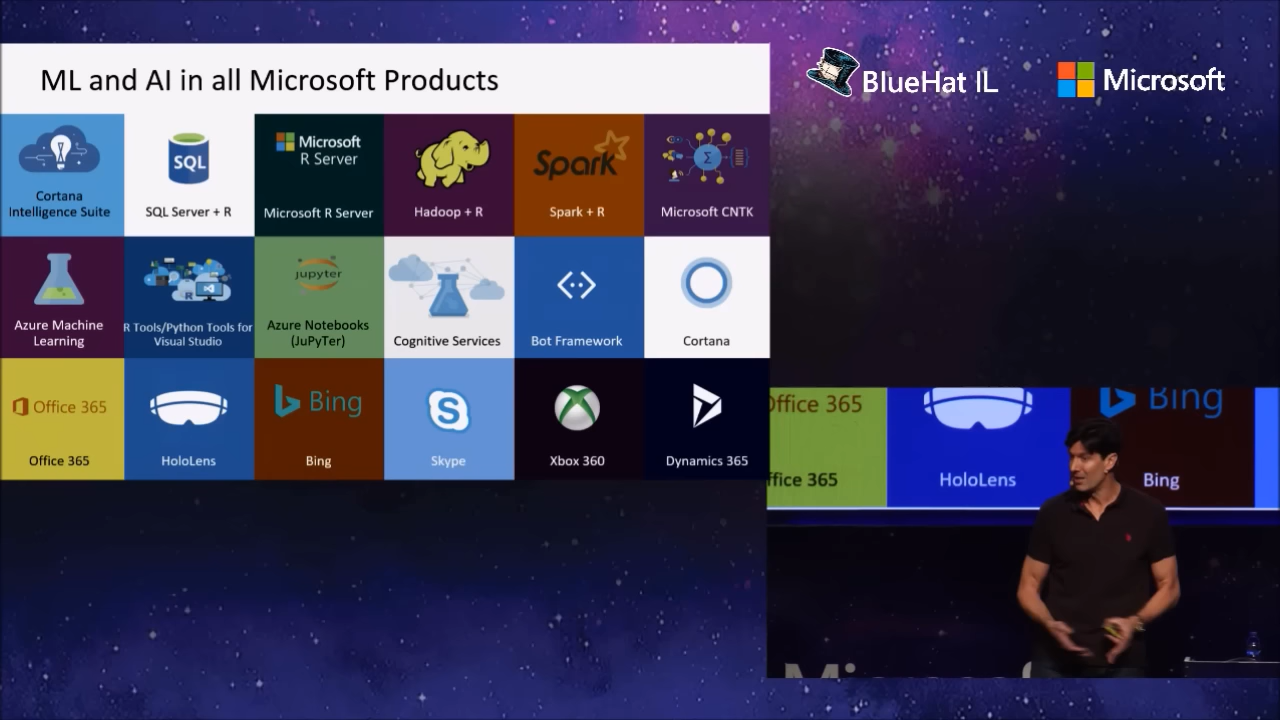 ML and AI in all Microsoft Products
BlueHat IL
Microsoft
Cortana
Intelligence Suite
SQL
SQL Server + R
Microsoft
R Server
Microsoft R Server
Hadoop + R
Spark
Spark + R
Σ
Microsoft CNTK
Azure Machine
Learning
R
R Tools/Python Tools for
Visual Studio
jupyter
Azure Notebooks
(JuPyTer)
Cognitive Services
Bot Framework
Cortana
Office 365
Office 365
HoloLens
Bing
Bing
S
Skype
Xbox 360
Dynamics 365
ffice 365
ffice 365
HoloLens
Bing
Bing
Microsof